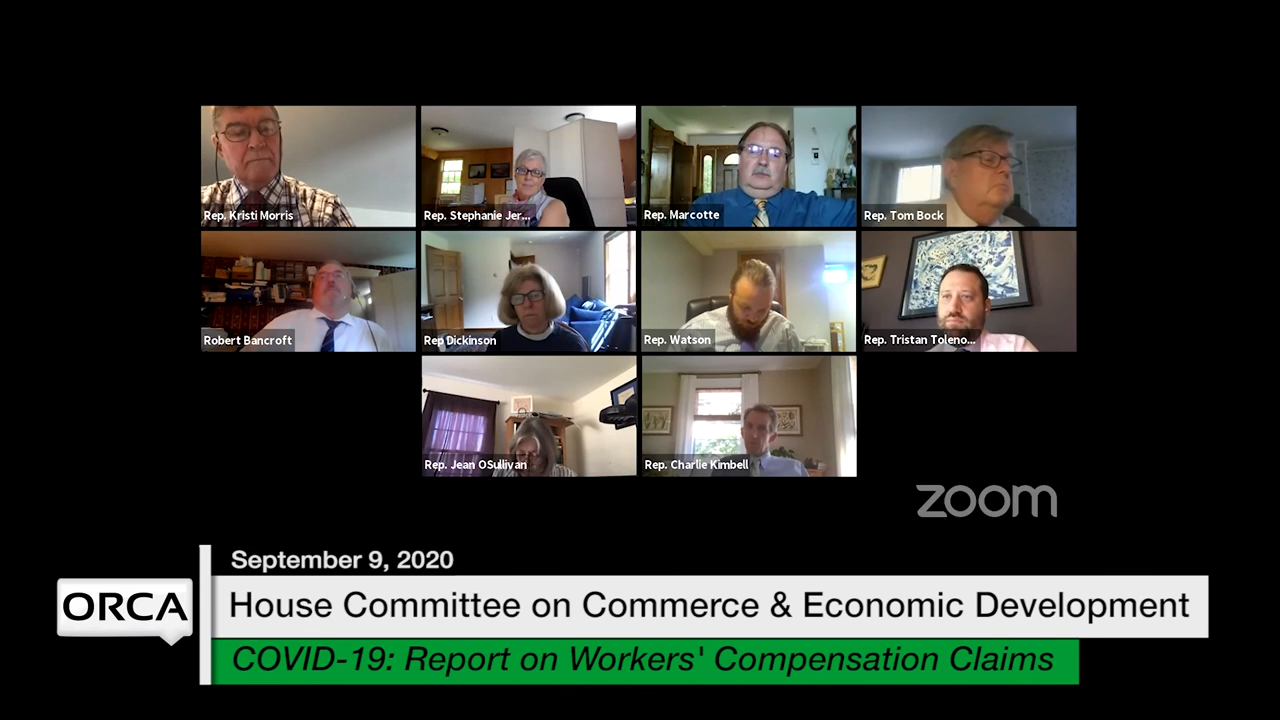 Rep. Kristi Morris
Rep. Stephanie Jer...
Rep. Marcotte
Rep. Tom Bock
Robert Bancroft
Rep Dickinson
Rep. Watson
Rep. Tristan Toleno...
Rep. Jean OSullivan
Rep. Charlie Kimbell
zoom
September 9, 2020
ORCA
House Committee on Commerce & Economic Development
COVID-19: Report on Workers' Compensation Claims